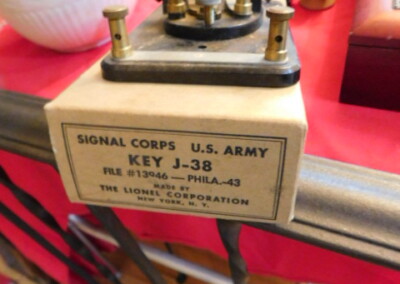 SIGNAL CORPS U.S. ARMY
KEY J-38
FILE #13946 — PHILA.-43
MADE BY
THE LIONEL CORPORATION
NEW YORK, N. Y.